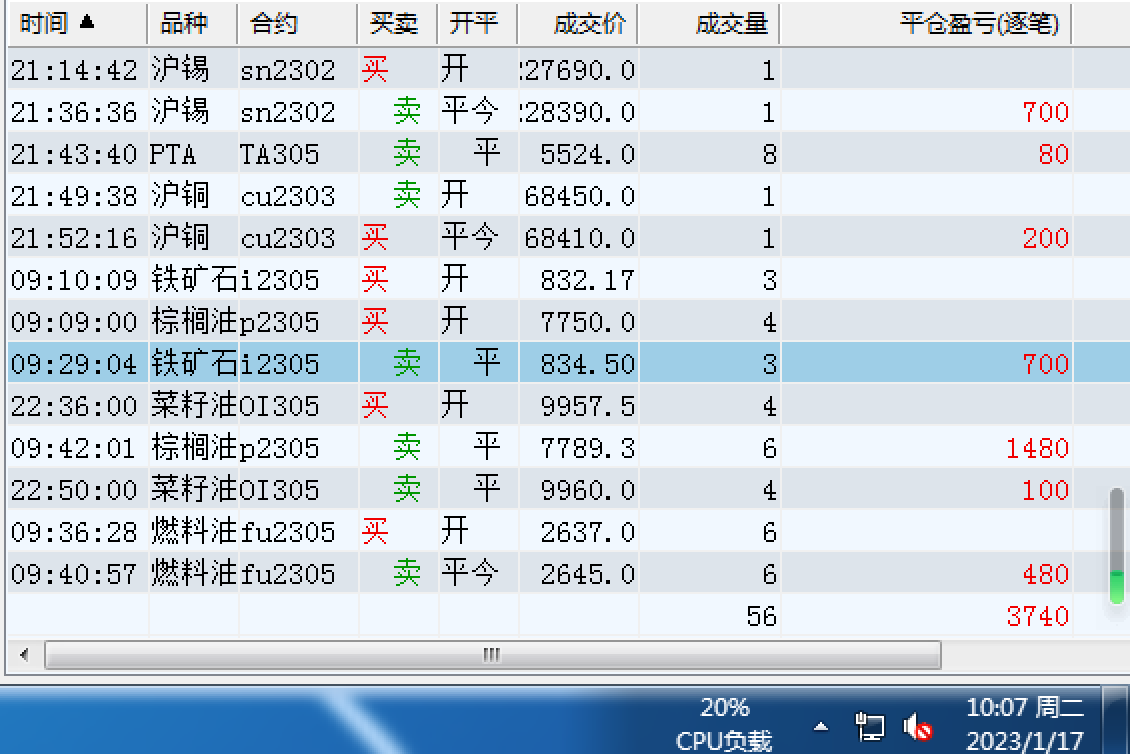 时间 ▲ 品种 合约 买卖 开平 成交价 成交量 平仓盈亏(逐笔)
21:14:42 沪锡 sn2302 买 开 27690.0 1
21:36:36 沪锡 sn2302 卖 平今 28390.0 1 700
21:43:40 PTA TA305 卖 平 5524.0 8 80
21:49:38 沪铜 cu2303 卖 开 68450.0 1
21:52:16 沪铜 cu2303 买 平今 68410.0 1 200
09:10:09 铁矿石 i2305 买 开 832.17 3
09:09:00 棕榈油 p2305 买 开 7750.0 4
09:29:04 铁矿石 i2305 卖 平 834.50 3 700
22:36:00 菜籽油 OI305 买 开 9957.5 4
09:42:01 棕榈油 p2305 卖 平 7789.3 6 1480
22:50:00 菜籽油 OI305 卖 平 9960.0 4 100
09:36:28 燃料油 fu2305 买 开 2637.0 6
09:40:57 燃料油 fu2305 卖 平今 2645.0 6 480
56 3740
20% 10:07 周二
CPU负载 2023/1/17